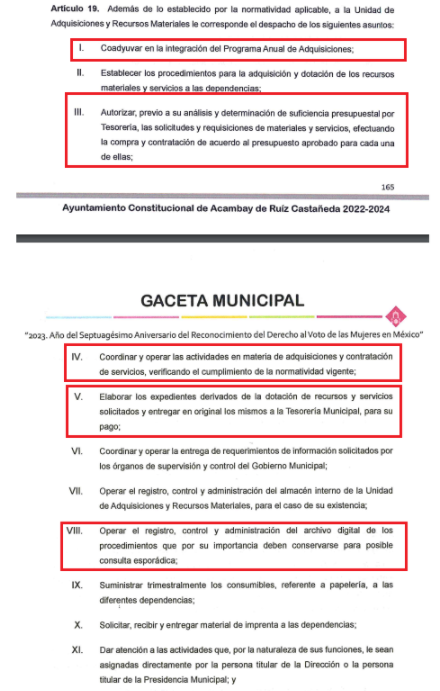 Artículo 19. Además de lo establecido por la normatividad aplicable, a la Unidad de
Adquisiciones y Recursos Materiales le corresponde el despacho de los siguientes asuntos:
I. Coadyuvar en la integración del Programa Anual de Adquisiciones;
II. Establecer los procedimientos para la adquisición y dotación de los recursos
materiales y servicios a las dependencias;
III. Autorizar, previo a su análisis y determinación de suficiencia presupuestal por
Tesorería, las solicitudes y requisiciones de materiales y servicios, efectuando
la compra y contratación de acuerdo al presupuesto aprobado para cada una
de ellas;
165
Ayuntamiento Constitucional de Acambay de Ruíz Castañeda 2022-2024
GACETA MUNICIPAL
"2023. Año del Septuagésimo Aniversario del Reconocimiento del Derecho al Voto de las Mujeres en México"
IV. Coordinar y operar las actividades en materia de adquisiciones y contratación
de servicios, verificando el cumplimiento de la normatividad vigente;
V. Elaborar los expedientes derivados de la dotación de recursos y servicios
solicitados y entregar en original los mismos a la Tesorería Municipal, para su
pago;
VI. Coordinar y operar la entrega de requerimientos de información solicitados por
los órganos de supervisión y control del Gobierno Municipal;
VII. Operar el registro, control y administración del almacén interno de la Unidad
de Adquisiciones y Recursos Materiales, para el caso de su existencia;
VIII. Operar el registro, control y administración del archivo digital de los
procedimientos que por su importancia deben conservarse para posible
consulta esporádica;
IX. Suministrar trimestralmente los consumibles, referente a papelería, a las
diferentes dependencias;
X. Solicitar, recibir y entregar material de imprenta a las dependencias;
XI. Dar atención a las actividades que, por la naturaleza de sus funciones, le sean
asignadas directamente por la persona titular de la Dirección o la persona
titular de la Presidencia Municipal; y